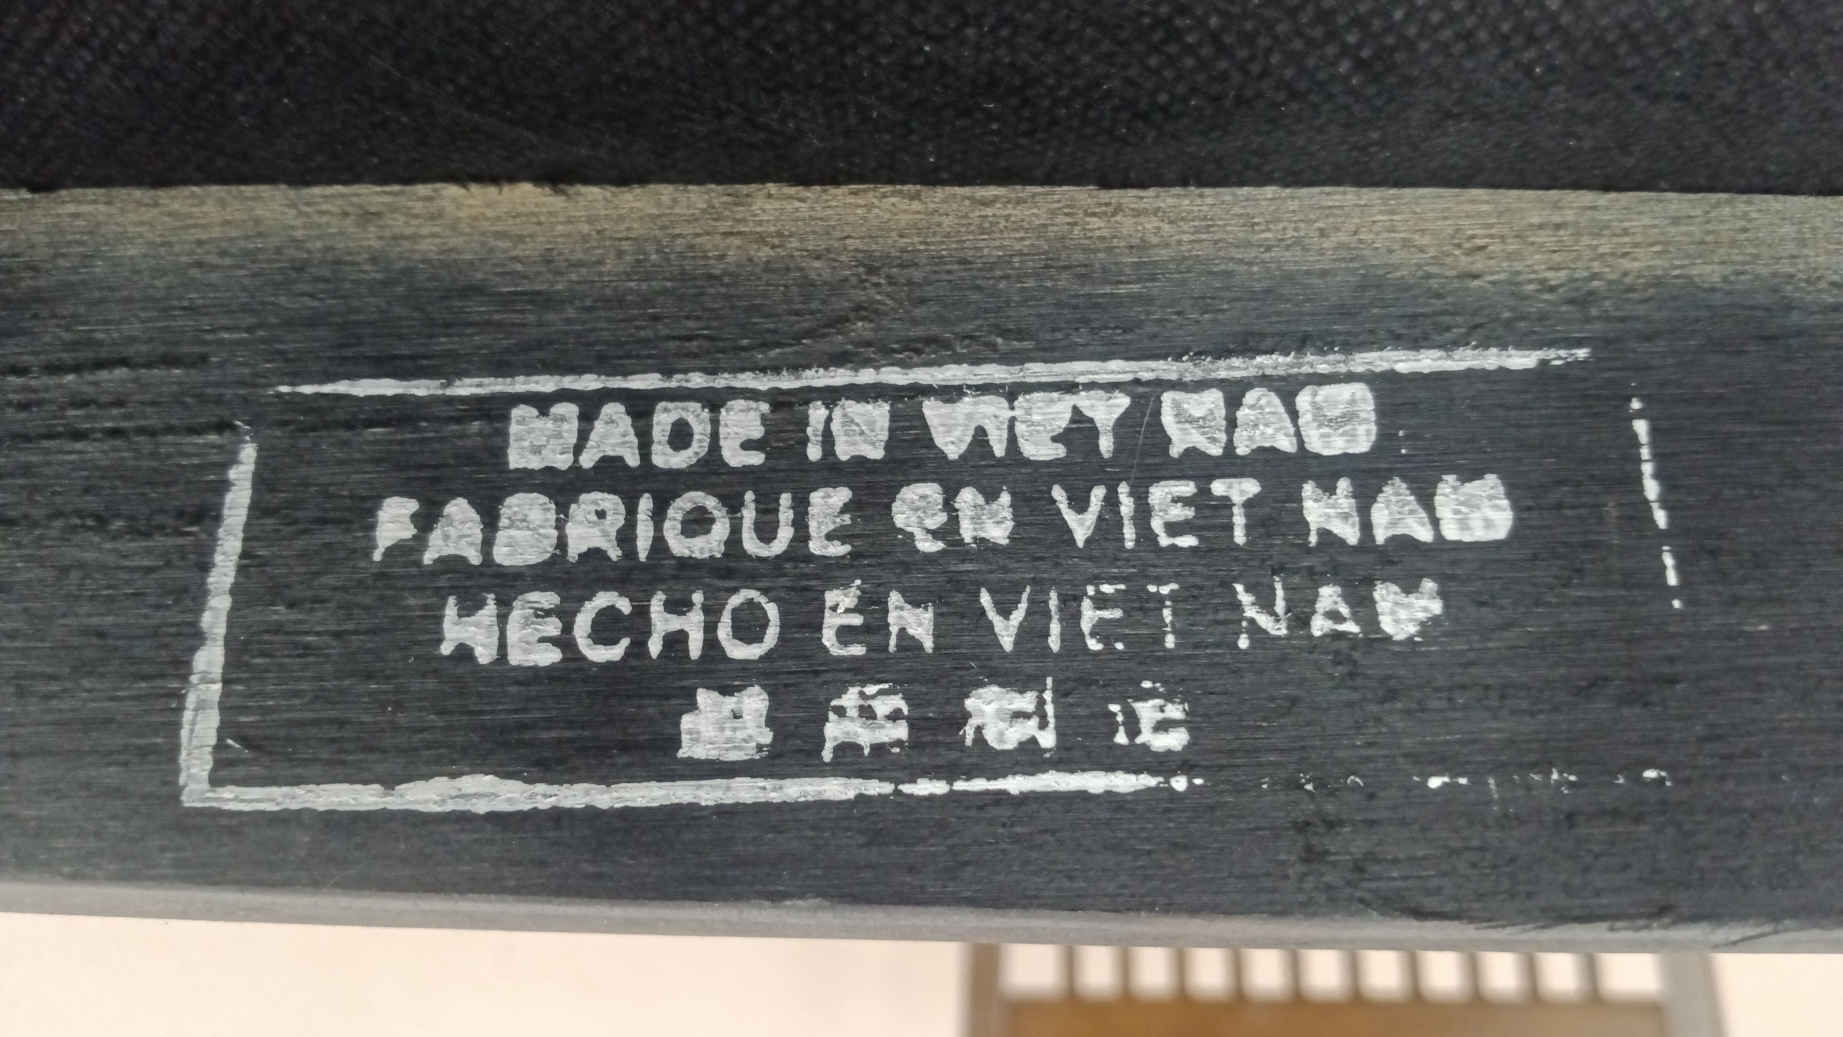 MADE IN VIET NAM
FABRIQUE EN VIET NAM
HECHO EN VIET NAM